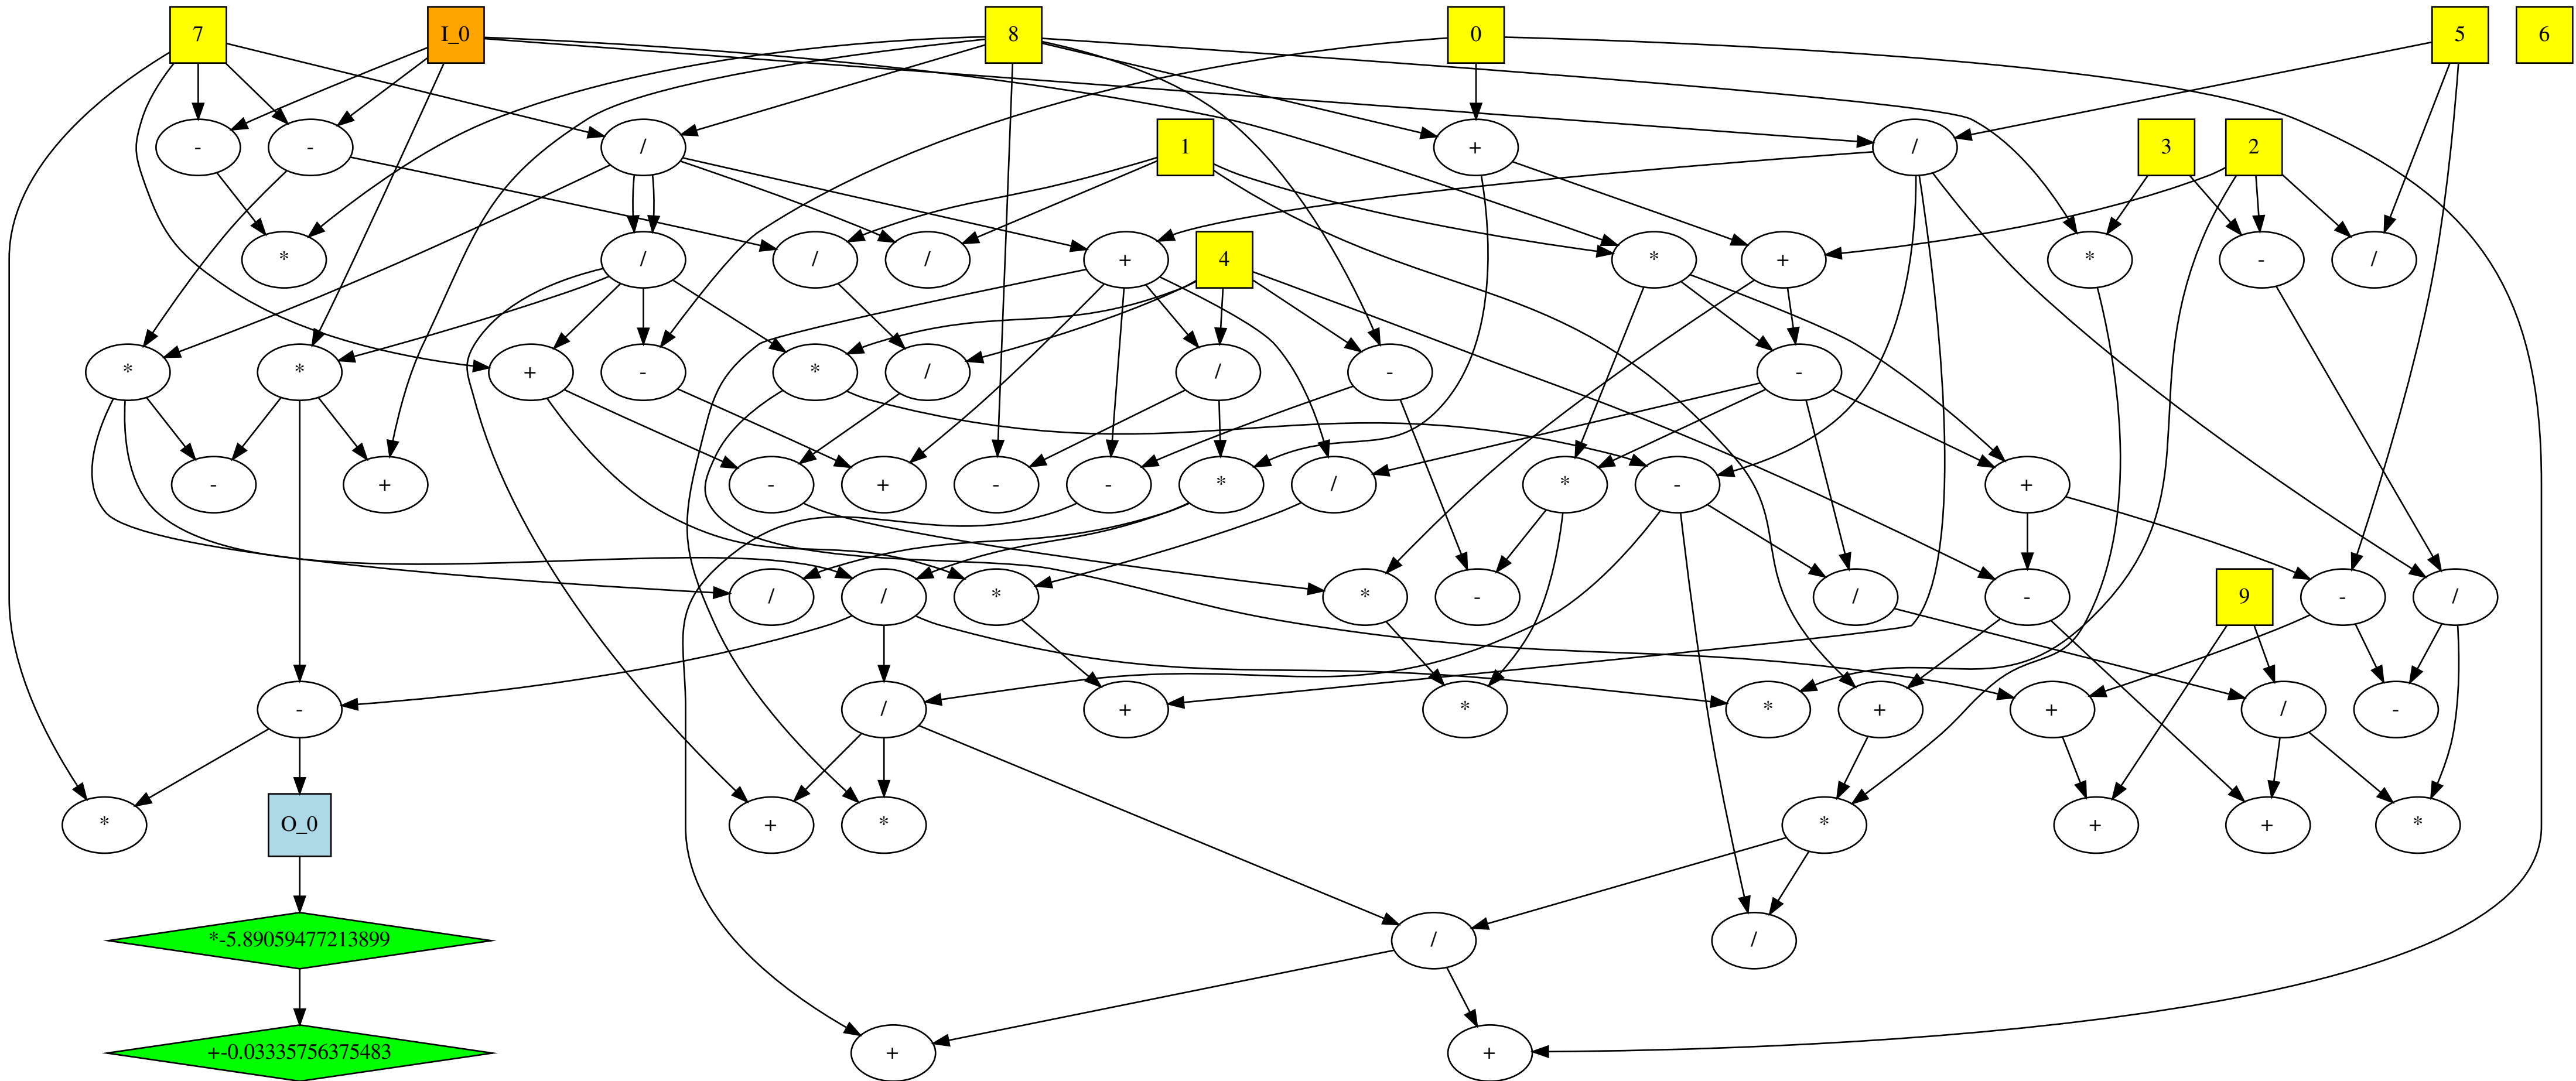 7 I_0 8 0 5 6
- - / 1 + / 3 2
* / / / + 4 * + * - /
* * + - * / / - -
- + - + - - * / * - +
/ / * * - / - 9 - /
- / + * * + + / -
* O_0 + * * + + *
*-5.89059477213899 / /
+-0.03335756375483 + +